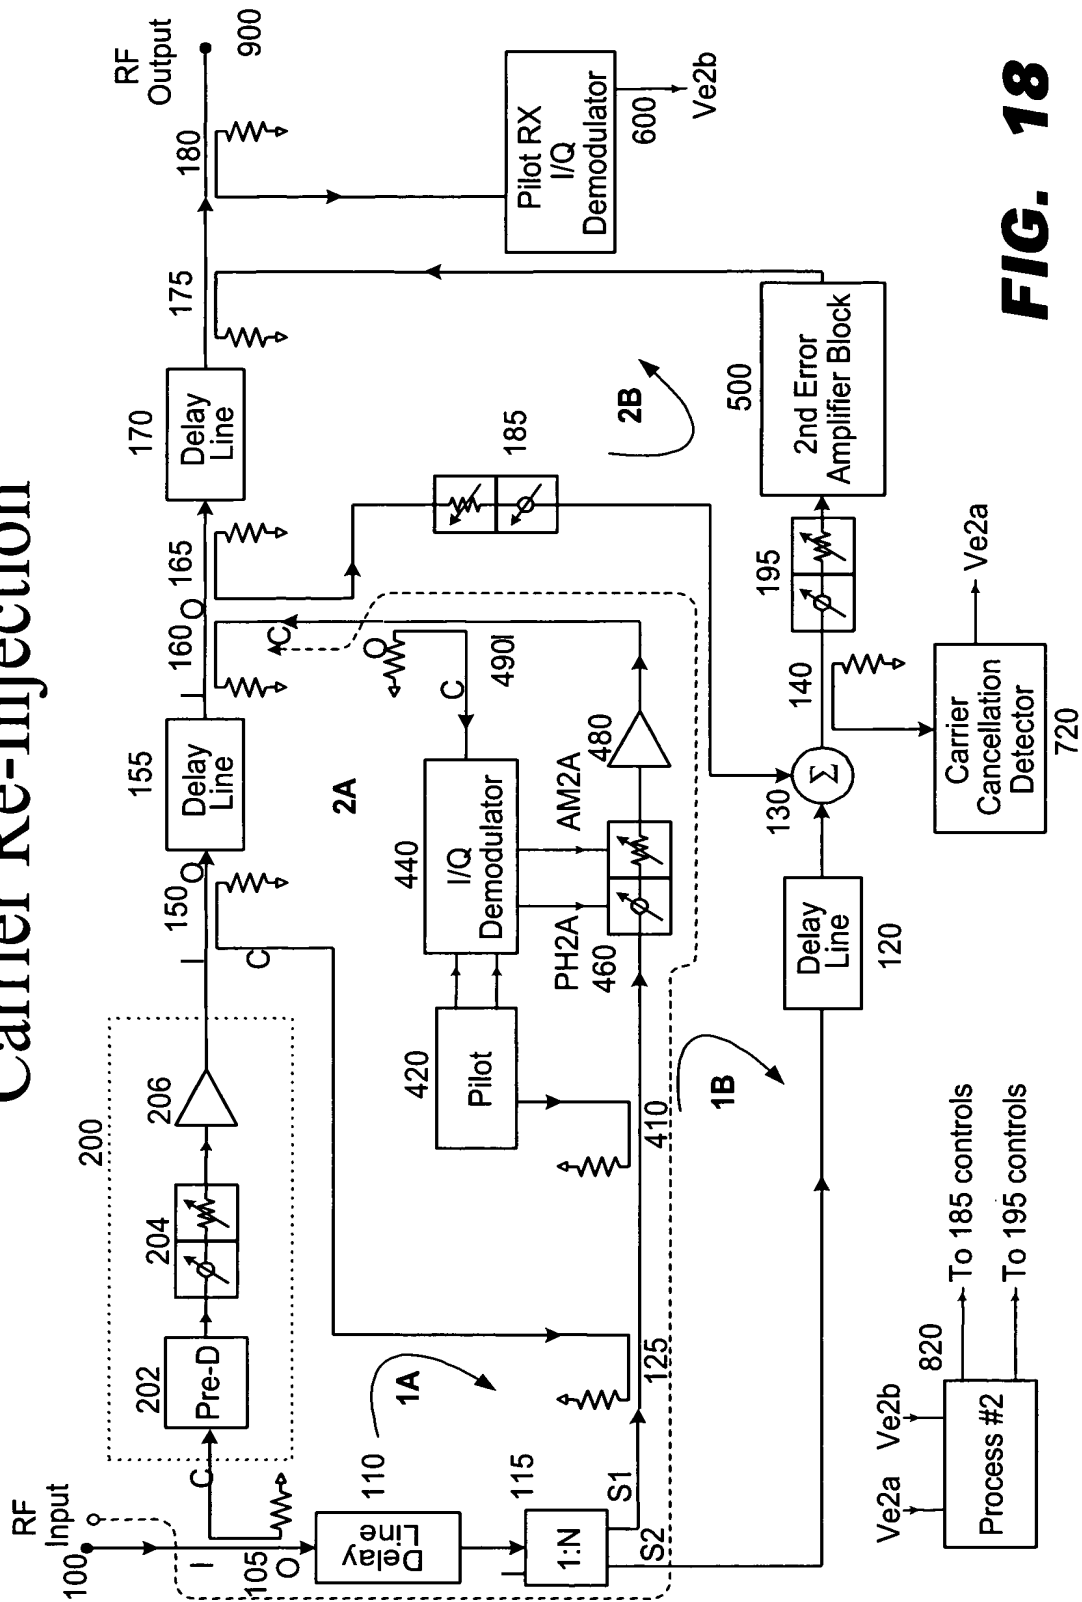 Carrier Re-Injection
RF
Input
100
I
105
O
C
200
202
Pre-D
204
206
I
150
O
C
155
Delay
Line
I
160
O
C
165
170
Delay
Line
175
180
RF
Output
900
Pilot RX
I/Q
Demodulator
600
Ve2b
110
Delay
Line
1A
2A
185
2B
115
I
1:N
S1
S2
125
420
Pilot
410
440
I/Q
Demodulator
C
O
490I
PH2A
AM2A
460
480
1B
120
Delay
Line
130
Σ
140
195
500
2nd Error
Amplifier Block
Carrier
Cancellation
Detector
720
Ve2a
Ve2a
Ve2b
820
Process #2
To 185 controls
To 195 controls
FIG. 18